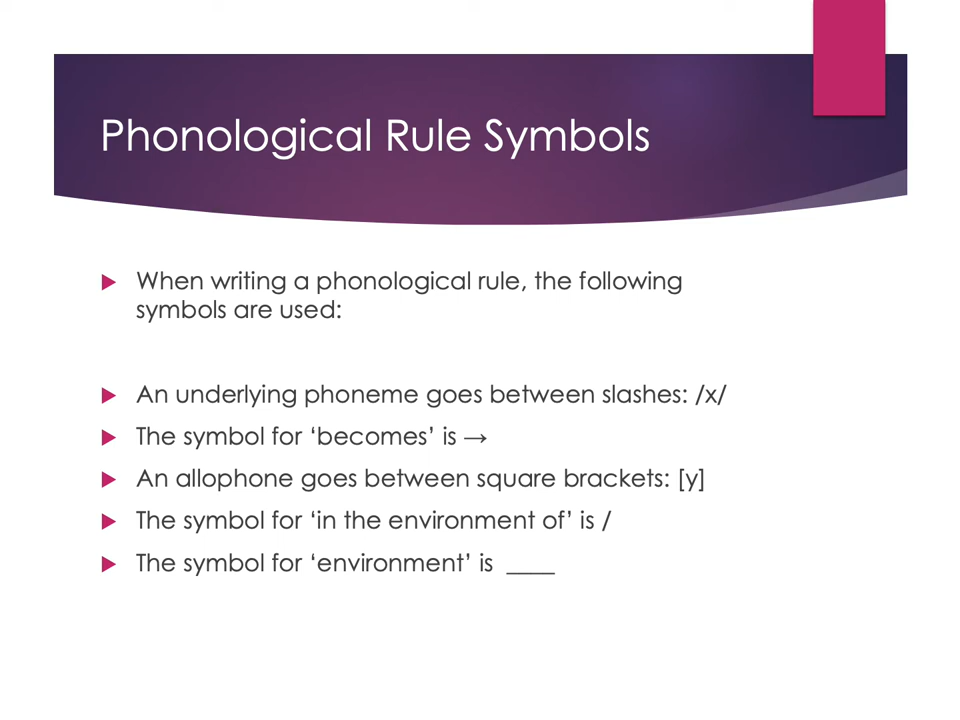 Phonological Rule Symbols
When writing a phonological rule, the following
symbols are used:
An underlying phoneme goes between slashes: /x/
The symbol for ‘becomes’ is →
An allophone goes between square brackets: [y]
The symbol for ‘in the environment of’ is /
The symbol for ‘environment’ is ____